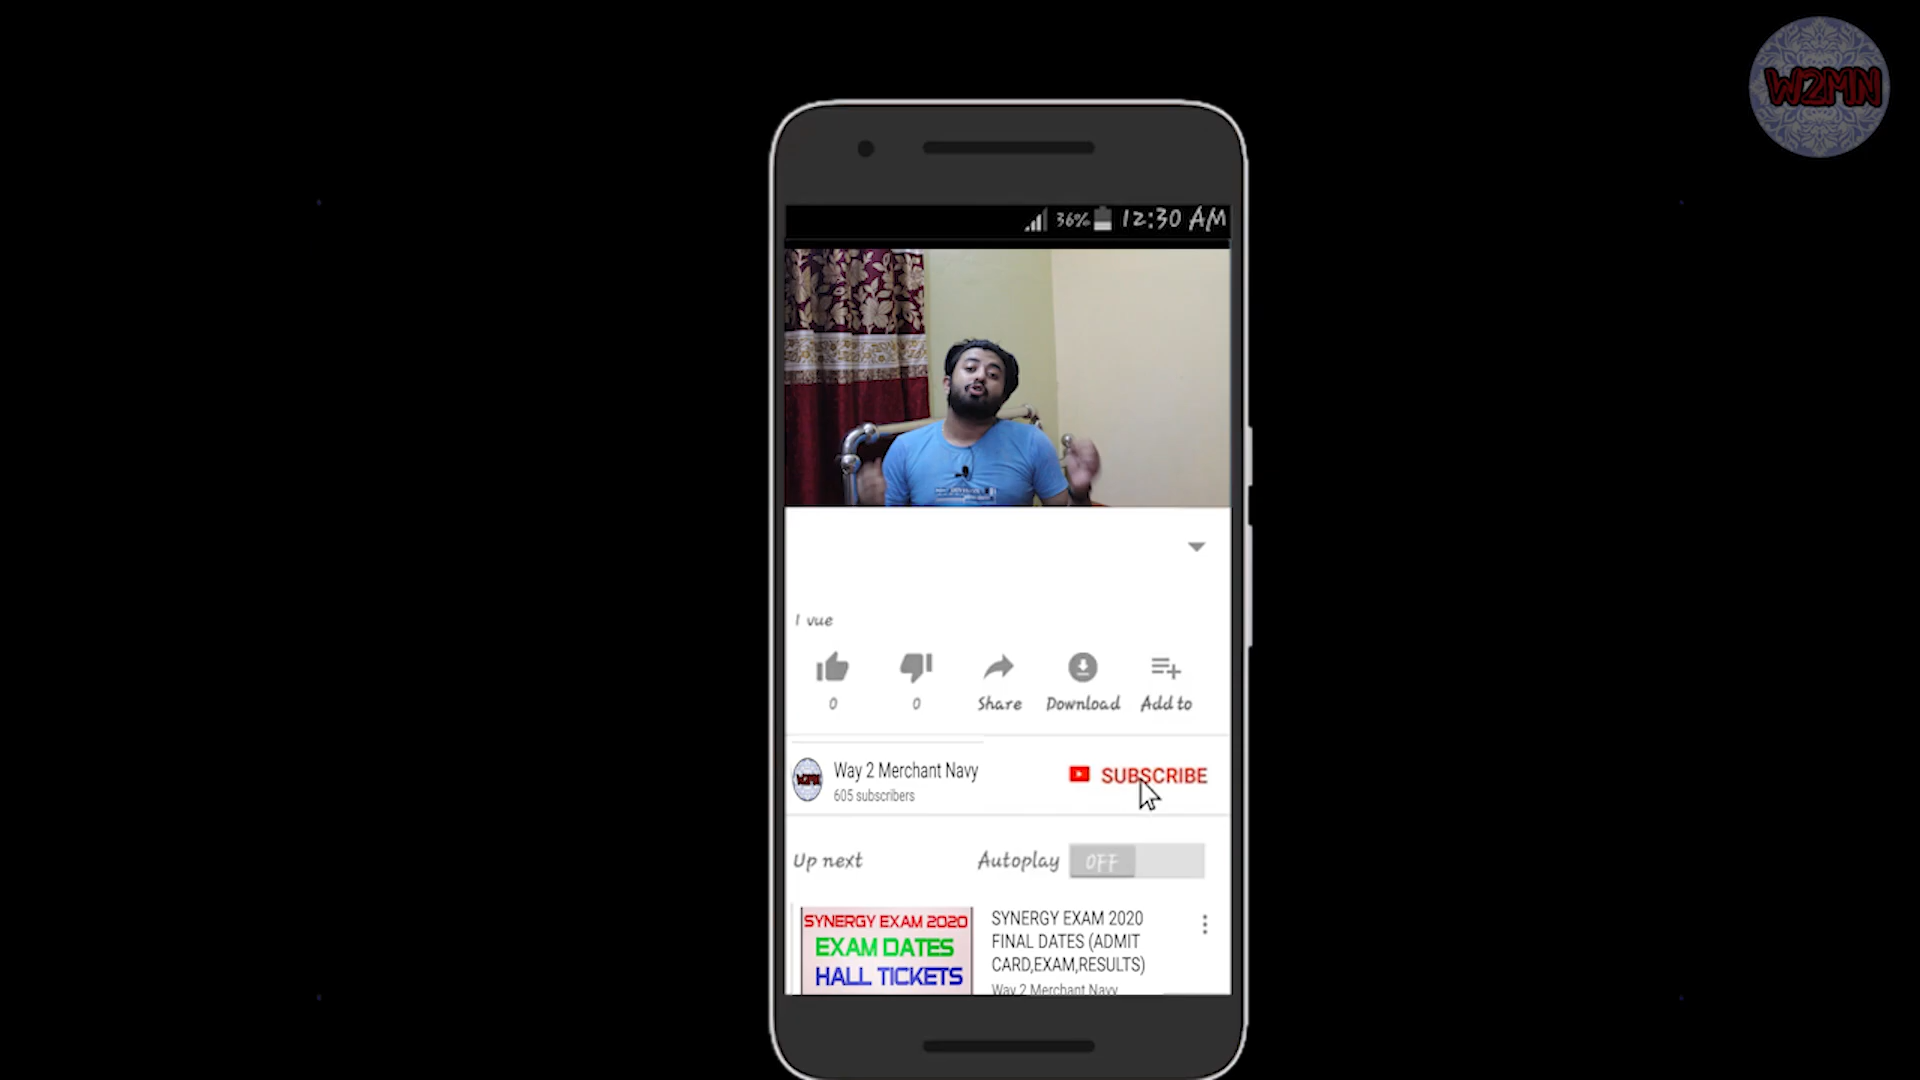 W2MN
36% 12:30 AM
1 vue
0 0 Share Download Add to
Way 2 Merchant Navy
605 subscribers
SUBSCRIBE
Up next Autoplay OFF
SYNERGY EXAM 2020
EXAM DATES
HALL TICKETS
SYNERGY EXAM 2020
FINAL DATES (ADMIT
CARD,EXAM,RESULTS)
Way 2 Merchant Navy